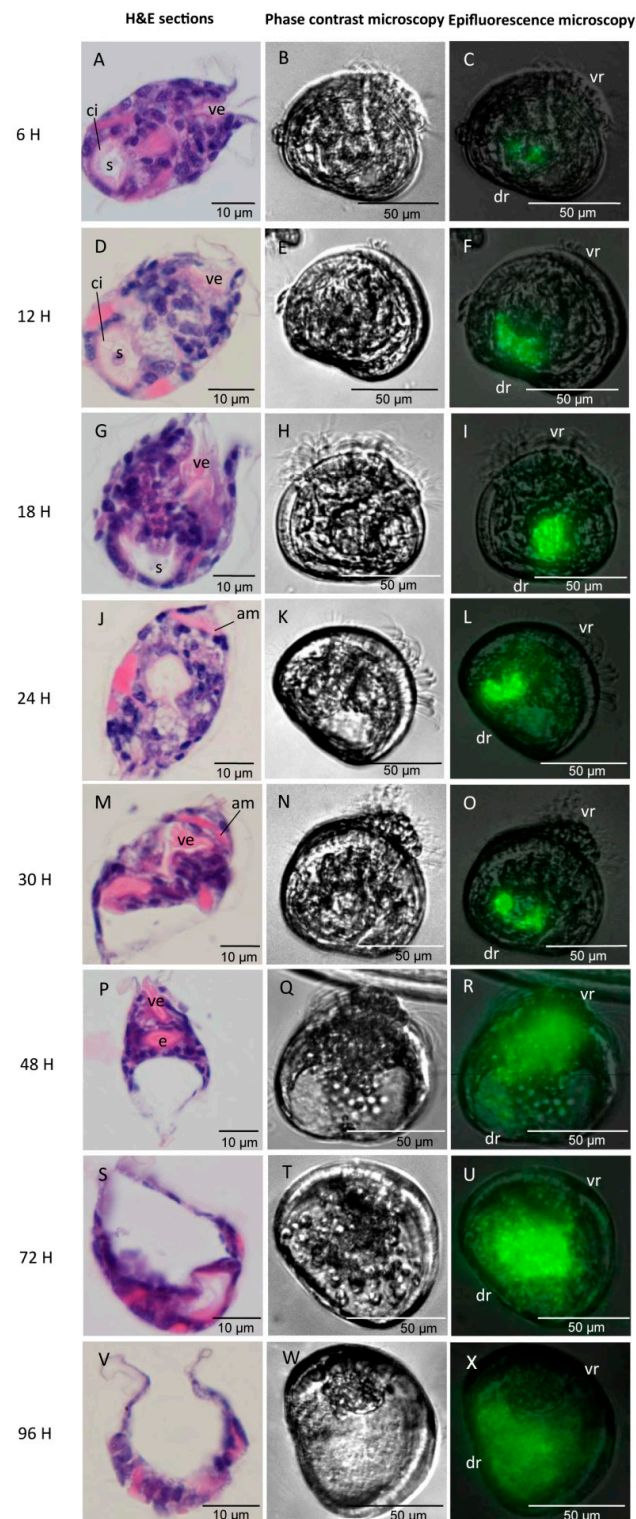 H&E sections Phase contrast microscopy Epifluorescence microscopy
A B C
vr
ci ve
6 H
s
dr
10 µm 50 µm 50 µm
D E F
vr
ve
ci
12 H
s
dr
10 µm 50 µm 50 µm
G H I
vr
ve
18 H
s
dr
10 µm 50 µm 50 µm
J K L
am vr
24 H
dr
10 µm 50 µm 50 µm
M N O
am vr
ve
30 H
dr
10 µm 50 µm 50 µm
P Q R
ve vr
e
48 H
dr
10 µm 50 µm 50 µm
S T U
vr
72 H
dr
10 µm 50 µm 50 µm
V W X
vr
96 H
dr
10 µm 50 µm 50 µm